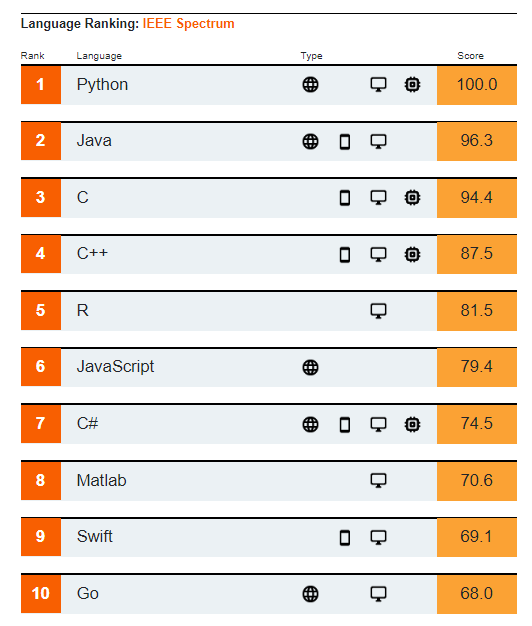 Language Ranking: IEEE Spectrum
Rank Language Type Score
1 Python 100.0
2 Java 96.3
3 C 94.4
4 C++ 87.5
5 R 81.5
6 JavaScript 79.4
7 C# 74.5
8 Matlab 70.6
9 Swift 69.1
10 Go 68.0